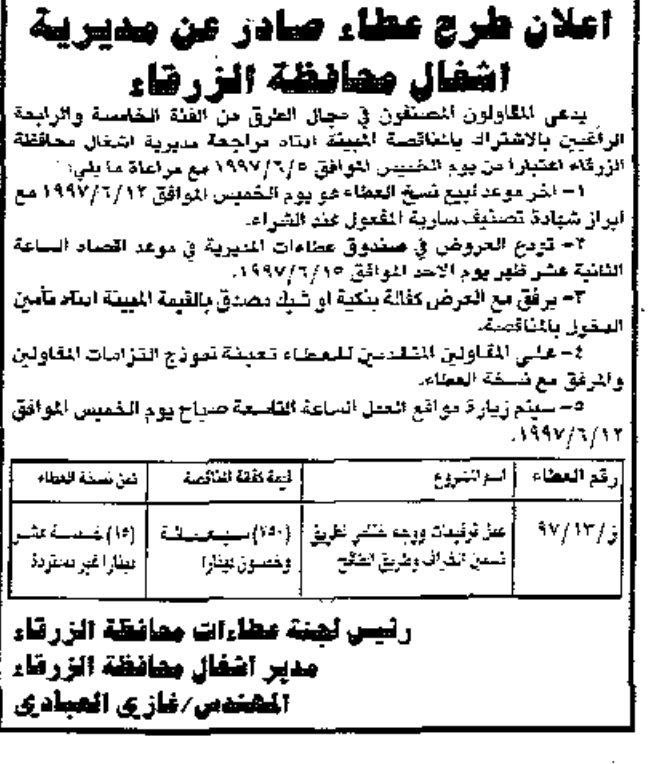 اعلان طرح عطاء صادر عن مديرية
اشغال محافظة الزرقاء
يدعى المقاولون المصنفون في مجال الطرق من الفئة الخامسة والرابعة
الراغبين بالاشتراك بالمناقصة المبينة ادناه مراجعة مديرية اشغال محافظة
الزرقاء اعتبارا من يوم الخميس الموافق ١٩٩٧/٦/٥ مع مراعاة ما يلي:
١- اخر موعد لبيع نسخ العطاء هو يوم الخميس الموافق ١٩٩٧/٦/١٢ مع
ابراز شهادة تصنيف سارية المفعول عند الشراء.
٢- تودع العروض في صندوق عطاءات المديرية في موعد اقصاه الساعة
الثانية عشر ظهر يوم الاحد الموافق ١٩٩٧/٦/١٥.
٣- يرفق مع العرض كفالة بنكية او شيك مصدق بالقيمة المبينة ادناه تأمين
الدخول بالمناقصة.
٤- على المقاولين المتقدمين للعطاء تعبئة نموذج التزامات المقاولين
والمرفق مع نسخة العطاء.
٥- سيتم زيارة مواقع العمل الساعة التاسعة صباح يوم الخميس الموافق
١٩٩٧/٦/١٢.
رقم العطاء اسم المشروع قيمة كفالة المناقصة ثمن نسخة العطاء
ز/٩٧/١٣ عمل توقيدات ووجه ختامي لطريق (٧٥٠) سبعمائة (١٥) خمسة عشر
وطريق وخمسون دينارا دينارا غير مستردة
رئيس لجنة عطاءات محافظة الزرقاء
مدير اشغال محافظة الزرقاء
المهندس/غازي العبادي